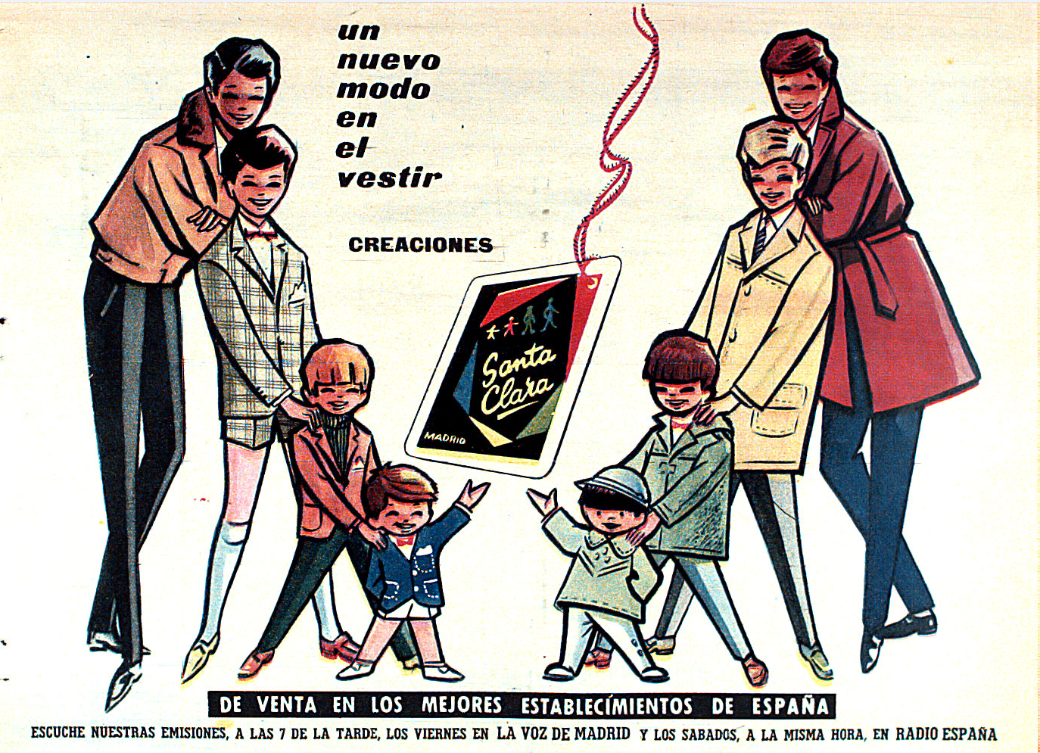 un
nuevo
modo
en
el
vestir
CREACIONES
Santa
Clara
MADRID
DE VENTA EN LOS MEJORES ESTABLECÍMIENTOS DE ESPAÑA
ESCUCHE NUESTRAS EMISIONES, A LAS 7 DE LA TARDE, LOS VIERNES EN LA VOZ DE MADRID Y LOS SABADOS, A LA MISMA HORA, EN RADIO ESPAÑA